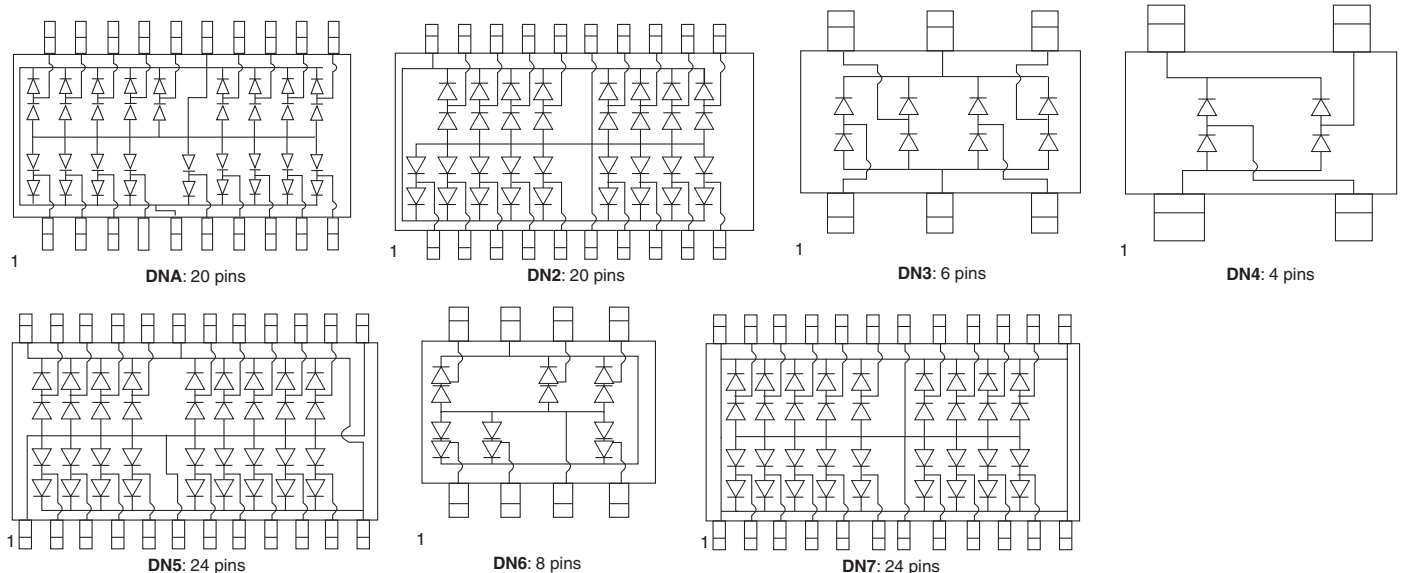 1
DNA: 20 pins
1
DN2: 20 pins
1
DN3: 6 pins
1
DN4: 4 pins
1
DN5: 24 pins
1
DN6: 8 pins
1
DN7: 24 pins